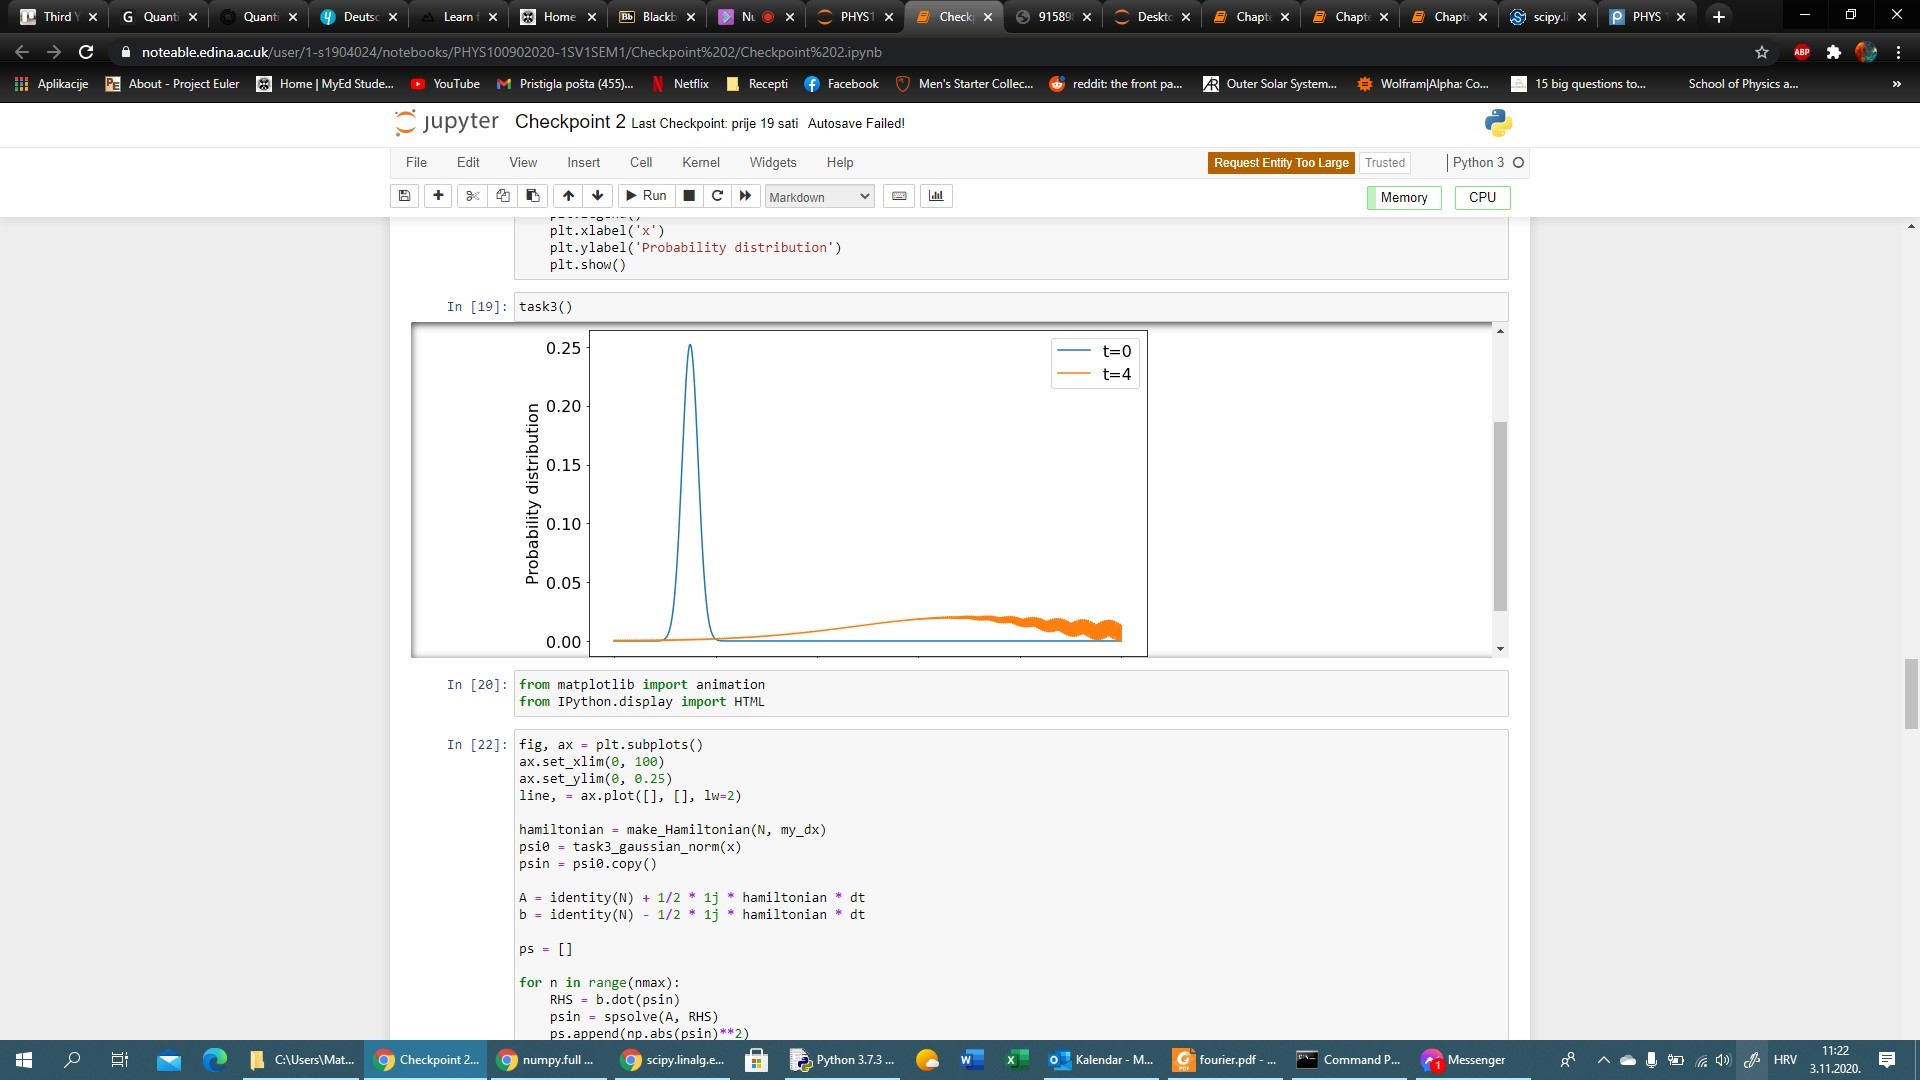 Third Y
Quanti
Quanti
Deutsc
Learn f
Home
Blackb
Nu
PHYS1
Check
91589
Deskto
Chapte
Chapte
Chapte
scipy.li
PHYS
noteable.edina.ac.uk/user/1-s1904024/notebooks/PHYS100902020-1SV1SEM1/Checkpoint%202/Checkpoint%202.ipynb
ABP
Aplikacije
About - Project Euler
Home | MyEd Stude...
YouTube
Pristigla pošta (455)...
Netflix
Recepti
Facebook
Men's Starter Collec...
reddit: the front pa...
Outer Solar System...
Wolfram|Alpha: Co...
15 big questions to...
School of Physics a...
»
jupyter Checkpoint 2 Last Checkpoint: prije 19 sati Autosave Failed!
File Edit View Insert Cell Kernel Widgets Help
Request Entity Too Large Trusted Python 3
Run Markdown Memory CPU
plt.xlabel('x')
plt.ylabel('Probability distribution')
plt.show()
In [19]: task3()
0.25
0.20
0.15
0.10
0.05
0.00
Probability distribution
t=0
t=4
In [20]: from matplotlib import animation
from IPython.display import HTML
In [22]: fig, ax = plt.subplots()
ax.set_xlim(0, 100)
ax.set_ylim(0, 0.25)
line, = ax.plot([], [], lw=2)
hamiltonian = make_Hamiltonian(N, my_dx)
psi0 = task3_gaussian_norm(x)
psin = psi0.copy()
A = identity(N) + 1/2 * 1j * hamiltonian * dt
b = identity(N) - 1/2 * 1j * hamiltonian * dt
ps = []
for n in range(nmax):
RHS = b.dot(psin)
psin = spsolve(A, RHS)
ps.append(np.abs(psin)**2)
C:\Users\Mat...
Checkpoint 2...
numpy.full ...
scipy.linalg.e...
Python 3.7.3 ...
Kalendar - M...
fourier.pdf - ...
Command P...
Messenger
HRV
11:22
3.11.2020.